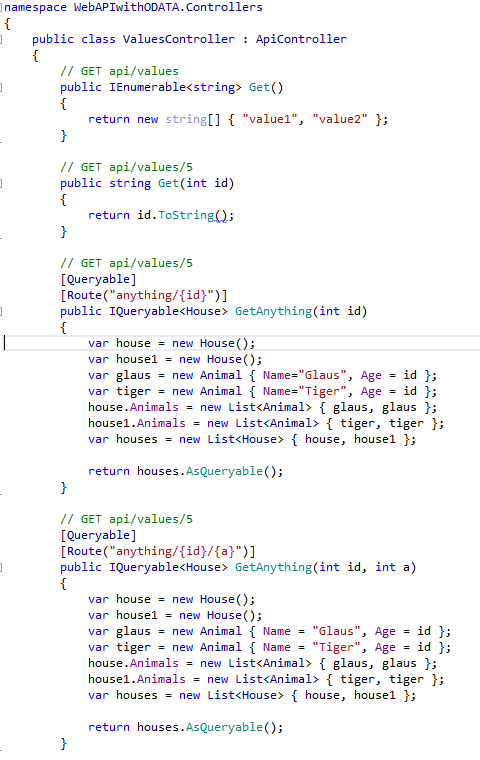 namespace WebAPIwithODATA.Controllers
{
    public class ValuesController : ApiController
    {
        // GET api/values
        public IEnumerable<string> Get()
        {
            return new string[] { "value1", "value2" };
        }

        // GET api/values/5
        public string Get(int id)
        {
            return id.ToString();
        }

        // GET api/values/5
        [Queryable]
        [Route("anything/{id}")]
        public IQueryable<House> GetAnything(int id)
        {
            var house = new House();
            var house1 = new House();
            var glaus = new Animal { Name="Glaus", Age = id };
            var tiger = new Animal { Name="Tiger", Age = id };
            house.Animals = new List<Animal> { glaus, glaus };
            house1.Animals = new List<Animal> { tiger, tiger };
            var houses = new List<House> { house, house1 };

            return houses.AsQueryable();
        }

        // GET api/values/5
        [Queryable]
        [Route("anything/{id}/{a}")]
        public IQueryable<House> GetAnything(int id, int a)
        {
            var house = new House();
            var house1 = new House();
            var glaus = new Animal { Name = "Glaus", Age = id };
            var tiger = new Animal { Name = "Tiger", Age = id };
            house.Animals = new List<Animal> { glaus, glaus };
            house1.Animals = new List<Animal> { tiger, tiger };
            var houses = new List<House> { house, house1 };

            return houses.AsQueryable();
        }